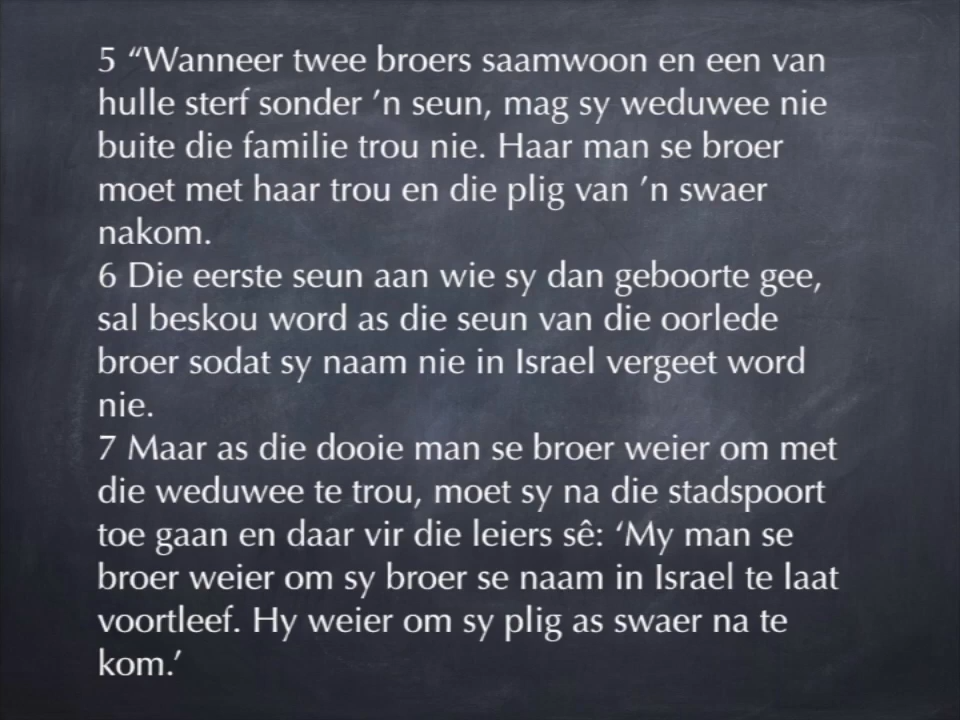 5 “Wanneer twee broers saamwoon en een van
hulle sterf sonder ’n seun, mag sy weduwee nie
buite die familie trou nie. Haar man se broer
moet met haar trou en die plig van ’n swaer
nakom.
6 Die eerste seun aan wie sy dan geboorte gee,
sal beskou word as die seun van die oorlede
broer sodat sy naam nie in Israel vergeet word
nie.
7 Maar as die dooie man se broer weier om met
die weduwee te trou, moet sy na die stadspoort
toe gaan en daar vir die leiers sê: ‘My man se
broer weier om sy broer se naam in Israel te laat
voortleef. Hy weier om sy plig as swaer na te
kom.’